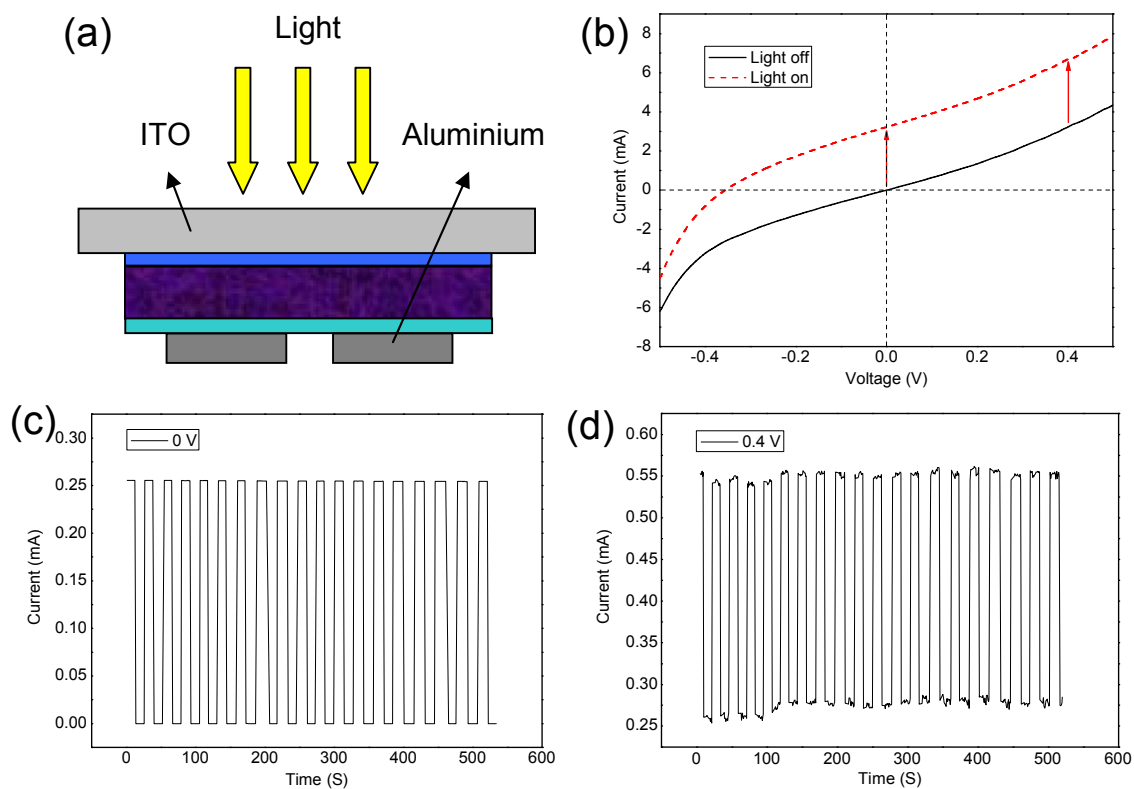 (a)
Light
ITO
Aluminium
(b)
Light off
Light on
Current (mA)
8
6
4
2
0
-2
-4
-6
-8
-0.4
-0.2
0.0
0.2
0.4
Voltage (V)
(c)
0 V
Current (mA)
0.30
0.25
0.20
0.15
0.10
0.05
0.00
0
100
200
300
400
500
600
Time (S)
(d)
0.4 V
Current (mA)
0.60
0.55
0.50
0.45
0.40
0.35
0.30
0.25
0
100
200
300
400
500
600
Time (S)